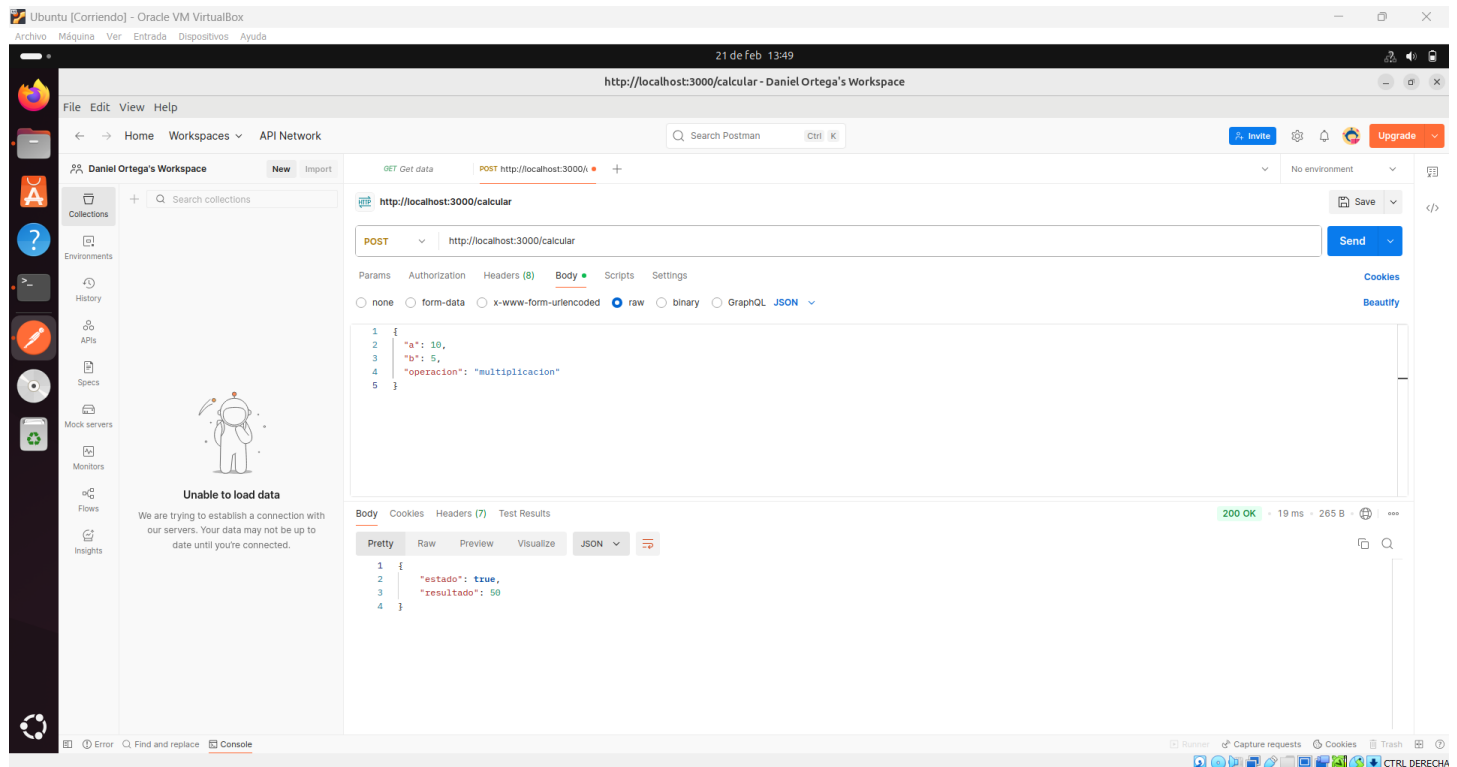 Ubuntu [Corriendo] - Oracle VM VirtualBox
Archivo Máquina Ver Entrada Dispositivos Ayuda
21 de feb 13:49
http://localhost:3000/calcular - Daniel Ortega's Workspace
File Edit View Help
Home Workspaces API Network
Search Postman Ctrl K
Invite
Upgrade
Daniel Ortega's Workspace New Import
GET Get data
POST http://localhost:3000/
No environment
Collections
Search collections
HTTP http://localhost:3000/calcular
Save
Environments
POST http://localhost:3000/calcular
Send
Params Authorization Headers (8) Body Scripts Settings
Cookies
History
none form-data x-www-form-urlencoded raw binary GraphQL JSON
Beautify
APIs
Specs
Mock servers
Monitors
Flows
Insights
1 {
2 "a": 10,
3 "b": 5,
4 "operacion": "multiplicacion"
5 }
Unable to load data
We are trying to establish a connection with
our servers. Your data may not be up to
date until you're connected.
Body Cookies Headers (7) Test Results
200 OK 19 ms 265 B
Pretty Raw Preview Visualize JSON
1 {
2 "estado": true,
3 "resultado": 50
4 }
Error Find and replace Console
Runner Capture requests Cookies Trash
CTRL DERECHA